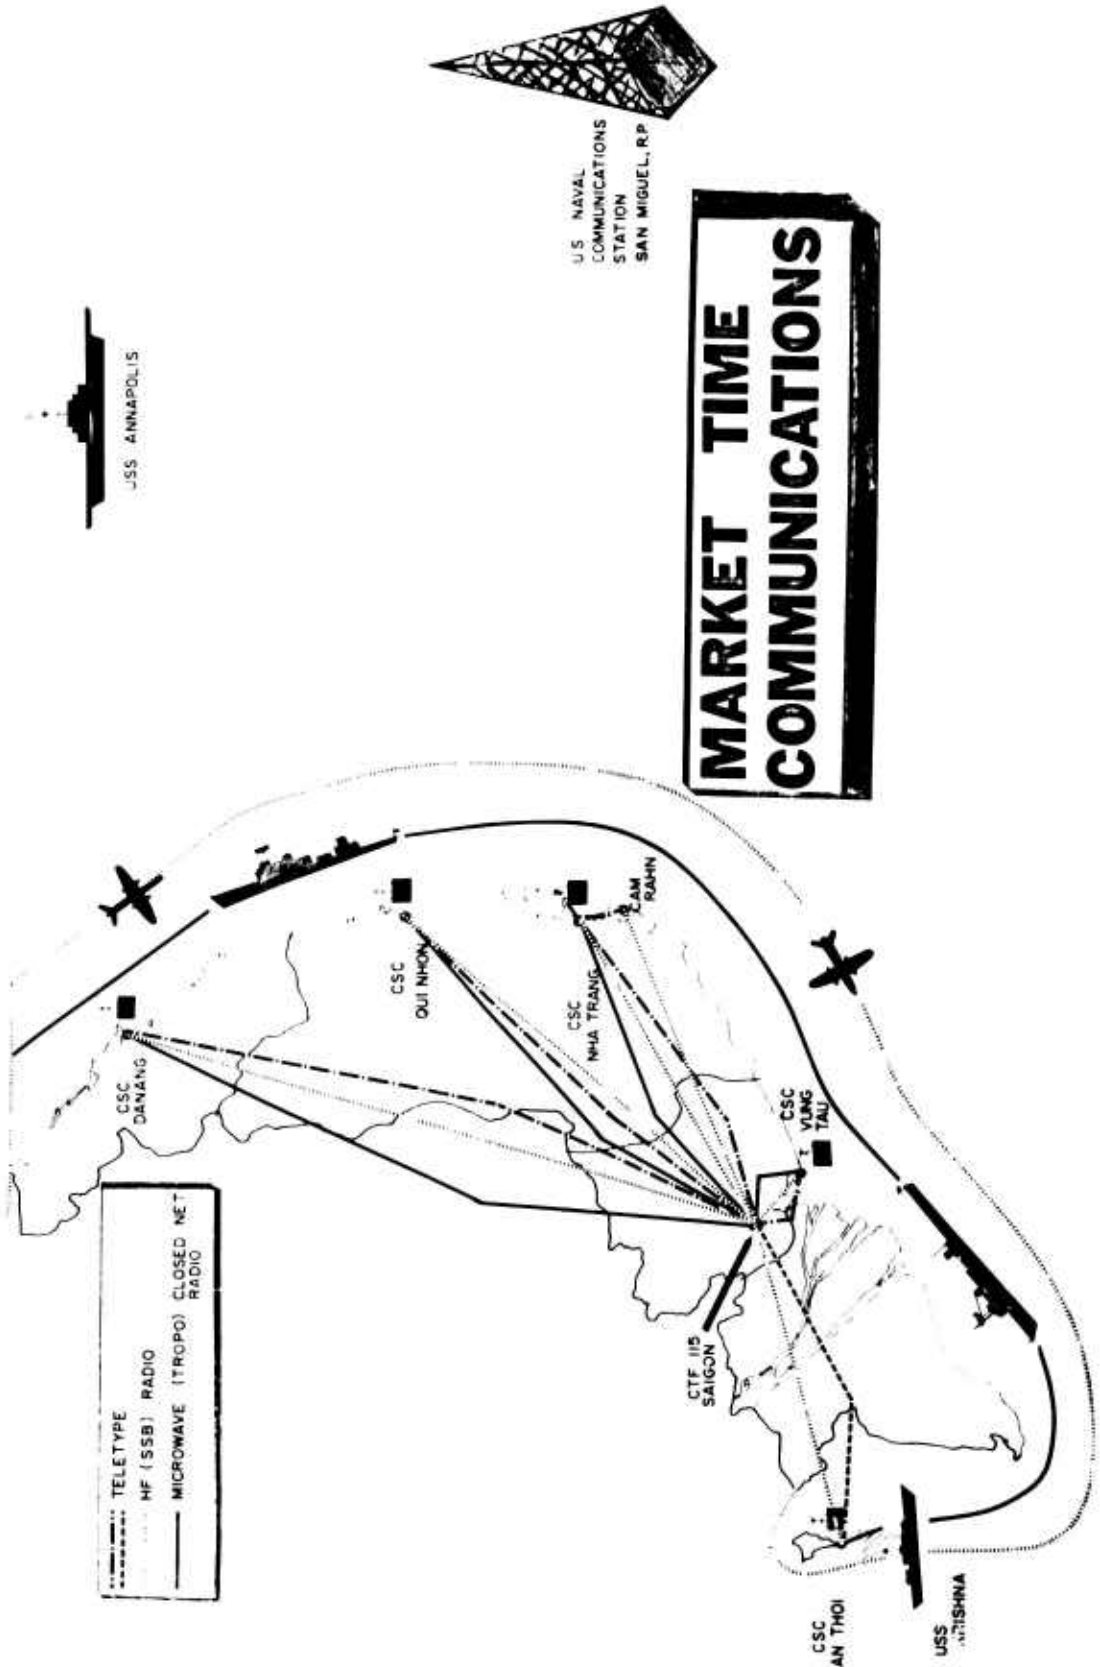 USS ANNAPOLIS
US NAVAL
COMMUNICATIONS
STATION
SAN MIGUEL, RP
MARKET TIME
COMMUNICATIONS
TELETYPE
HF (SSB) RADIO
MICROWAVE (TROPO) CLOSED NET
RADIO
CSC
DANANG
CSC
QUI NHON
CSC
NHA TRANG
CAM
RAHN
CSC
VUNG
TAU
CTF 115
SAIGON
CSC
AN THOI
USS